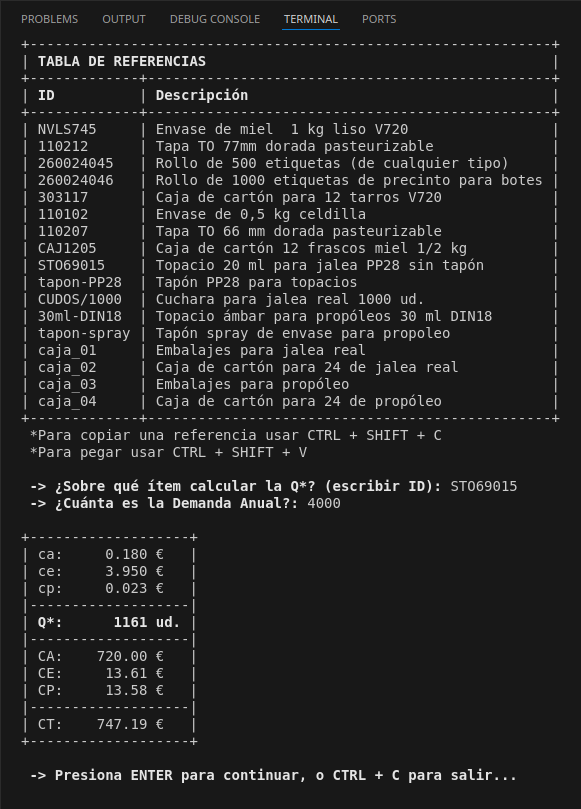 PROBLEMS OUTPUT DEBUG CONSOLE TERMINAL PORTS
+--------------------------------------------------------------+
| TABLA DE REFERENCIAS                                         |
+-------------+------------------------------------------------+
| ID          | Descripción                                    |
+-------------+------------------------------------------------+
| NVLS745     | Envase de miel  1 kg liso V720                 |
| 110212      | Tapa TO 77mm dorada pasteurizable              |
| 260024045   | Rollo de 500 etiquetas (de cualquier tipo)     |
| 260024046   | Rollo de 1000 etiquetas de precinto para botes |
| 303117      | Caja de cartón para 12 tarros V720             |
| 110102      | Envase de 0,5 kg celdilla                      |
| 110207      | Tapa TO 66 mm dorada pasteurizable             |
| CAJ1205     | Caja de cartón 12 frascos miel 1/2 kg          |
| STO69015    | Topacio 20 ml para jalea PP28 sin tapón        |
| tapon-PP28  | Tapón PP28 para topacios                       |
| CUDOS/1000  | Cuchara para jalea real 1000 ud.               |
| 30ml-DIN18  | Topacio ámbar para propóleos 30 ml DIN18       |
| tapon-spray | Tapón spray de envase para propoleo            |
| caja_01     | Embalajes para jalea real                      |
| caja_02     | Caja de cartón para 24 de jalea real           |
| caja_03     | Embalajes para propóleo                        |
| caja_04     | Caja de cartón para 24 de propóleo             |
+-------------+------------------------------------------------+
 *Para copiar una referencia usar CTRL + SHIFT + C
 *Para pegar usar CTRL + SHIFT + V
 -> ¿Sobre qué ítem calcular la Q*? (escribir ID): STO69015
 -> ¿Cuánta es la Demanda Anual?: 4000
+-------------------+
| ca:     0.180 €   |
| ce:     3.950 €   |
| cp:     0.023 €   |
|-------------------|
| Q*:      1161 ud. |
|-------------------|
| CA:    720.00 €   |
| CE:     13.61 €   |
| CP:     13.58 €   |
|-------------------|
| CT:    747.19 €   |
+-------------------+
 -> Presiona ENTER para continuar, o CTRL + C para salir...